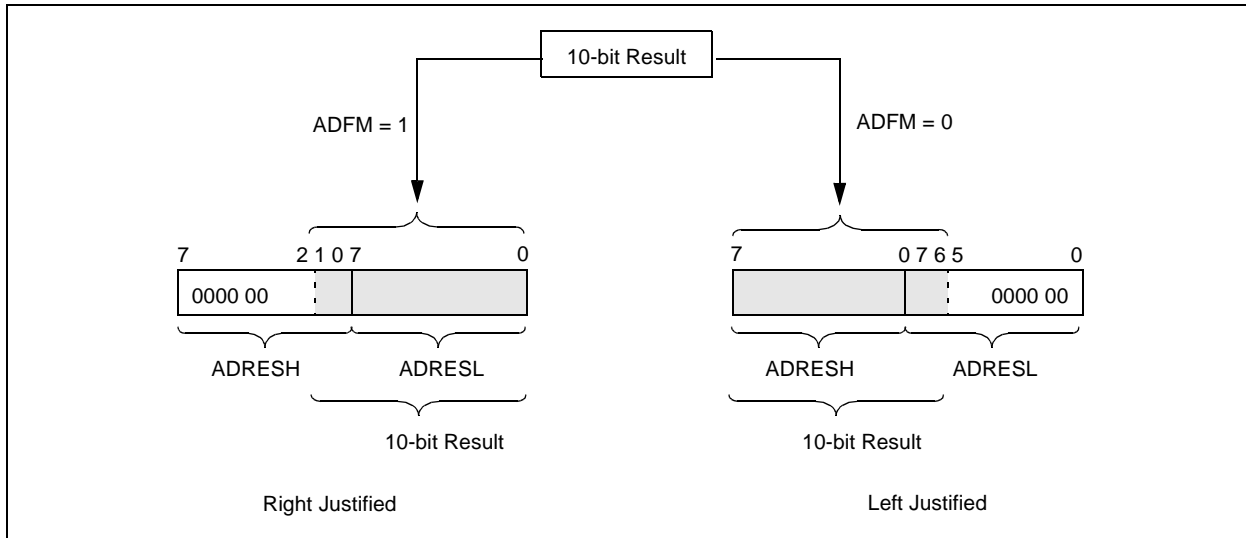 10-bit Result
ADFM = 1
ADFM = 0
7 2 1 0 7 0
7 0 7 6 5 0
0000 00
0000 00
ADRESH ADRESL
ADRESH ADRESL
10-bit Result
10-bit Result
Right Justified
Left Justified